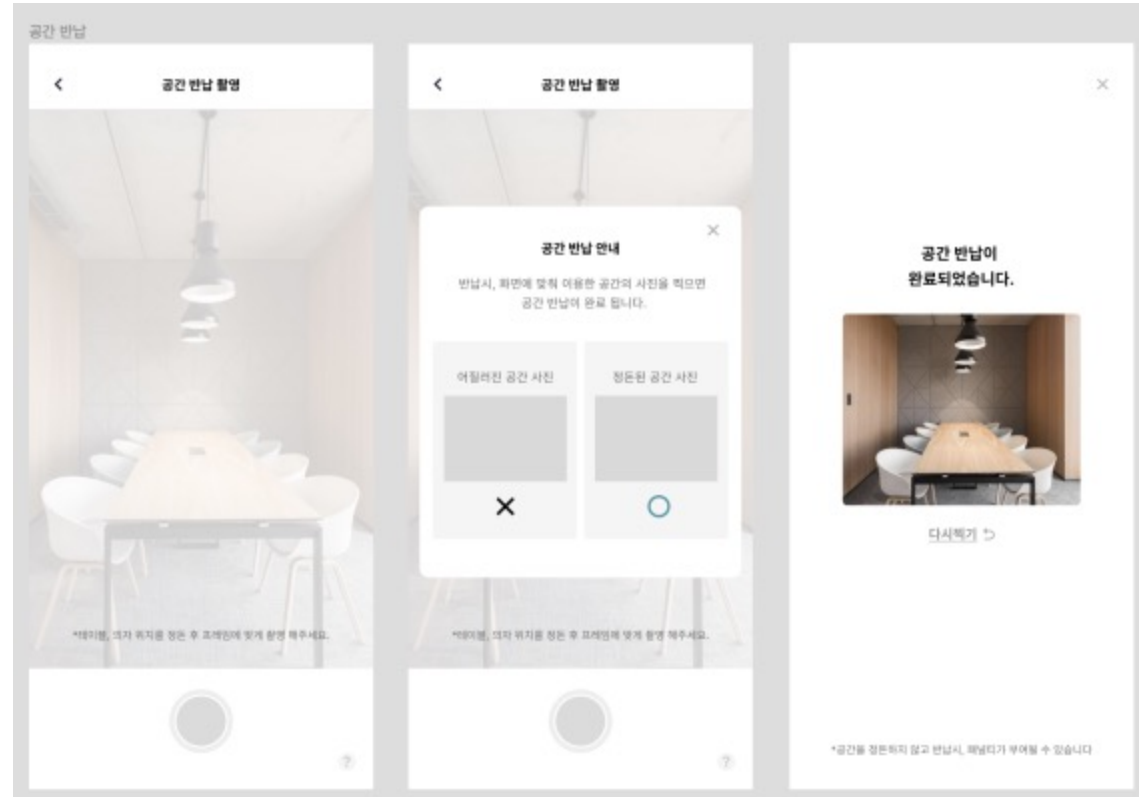 공간 반납
공간 반납 촬영
*테이블, 의자 위치를 정돈 후 프레임에 맞게 촬영 해주세요.
?
공간 반납 촬영
공간 반납 안내
반납시, 화면에 맞춰 이용한 공간의 사진을 찍으면
공간 반납이 완료 됩니다.
어질러진 공간 사진
정돈된 공간 사진
*테이블, 의자 위치를 정돈 후 프레임에 맞게 촬영 해주세요.
?
공간 반납이
완료되었습니다.
다시찍기
*공간을 정돈하지 않고 반납시, 패널티가 부여될 수 있습니다